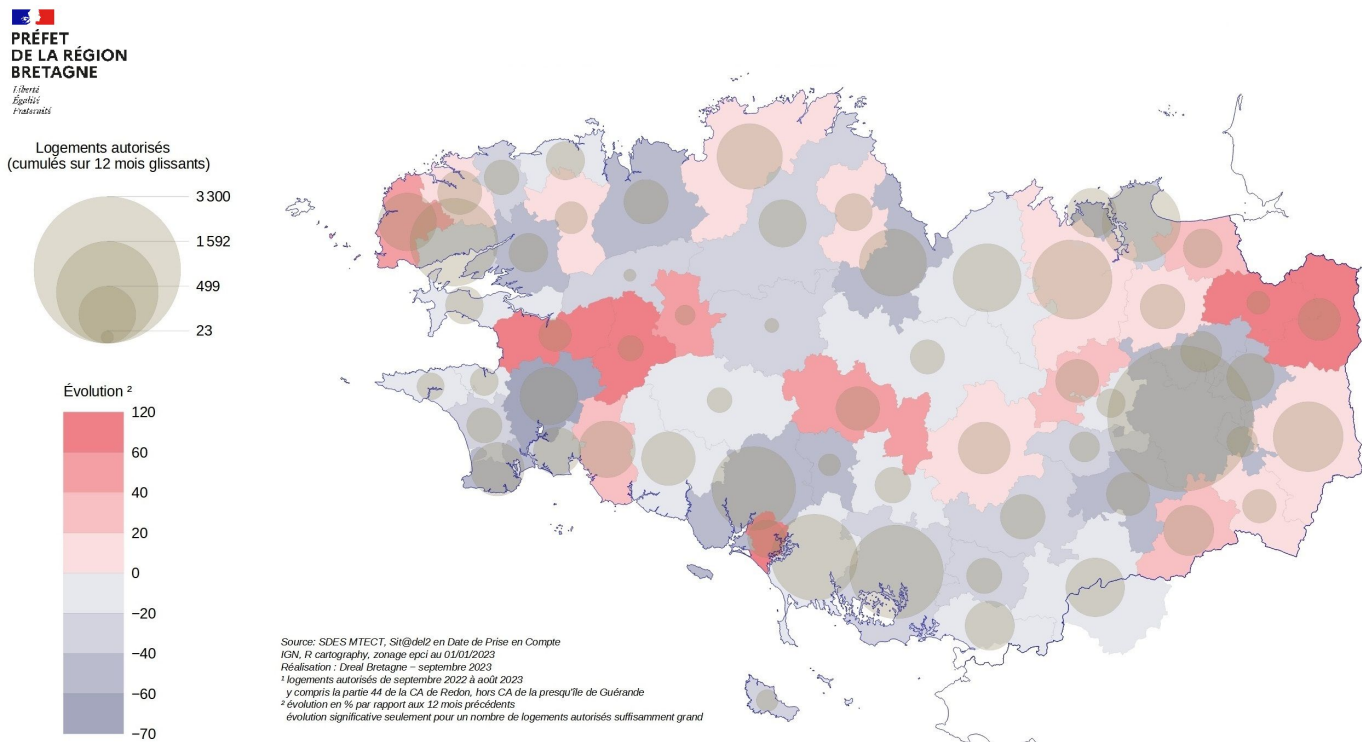 PRÉFET
DE LA RÉGION
BRETAGNE
Liberté
Égalité
Fraternité
Logements autorisés
(cumulés sur 12 mois glissants)
3 300
1 592
499
23
Évolution ²
120
60
40
20
0
−20
−40
−60
−70
Source: SDES MTECT, Sit@del2 en Date de Prise en Compte
IGN, R cartography, zonage epci au 01/01/2023
Réalisation : Dreal Bretagne − septembre 2023
¹ logements autorisés de septembre 2022 à août 2023
y compris la partie 44 de la CA de Redon, hors CA de la presqu'île de Guérande
² évolution en % par rapport aux 12 mois précédents
évolution significative seulement pour un nombre de logements autorisés suffisamment grand